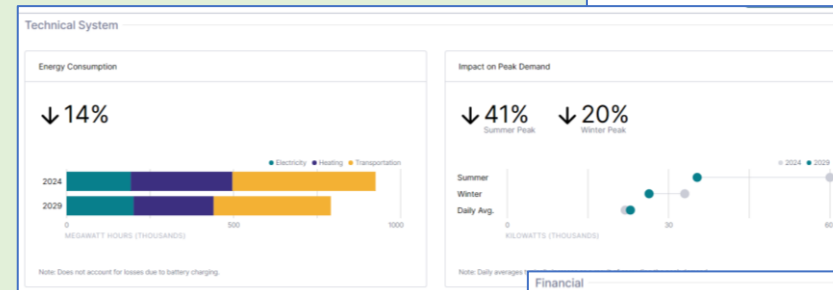 Technical System
Energy Consumption
↓14%
Electricity Heating Transportation
2024
2029
0 500 1000
MEGAWATT HOURS (THOUSANDS)
Note: Does not account for losses due to battery charging.
Impact on Peak Demand
↓41% ↓20%
Summer Peak Winter Peak
2024 2029
Summer
Winter
Daily Avg.
0 30 60
KILOWATTS (THOUSANDS)
Note: Daily averages
Financial